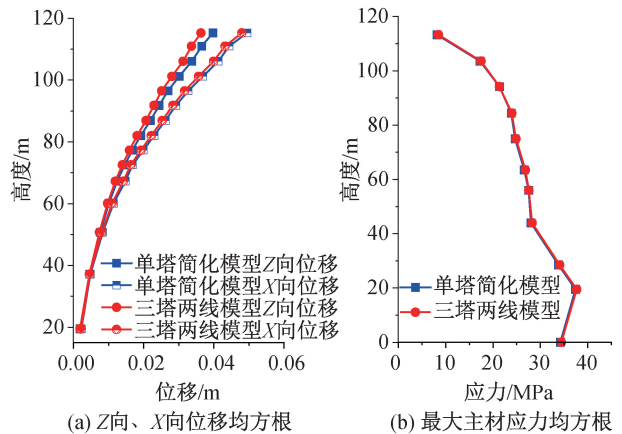 120
100
80
60
40
20
高度/m
单塔简化模型Z向位移
单塔简化模型X向位移
三塔两线模型Z向位移
三塔两线模型X向位移
0.00 0.02 0.04 0.06
位移/m
(a) Z向、X向位移均方根
120
100
80
60
40
20
0
高度/m
单塔简化模型
三塔两线模型
0 10 20 30 40
应力/MPa
(b) 最大主材应力均方根